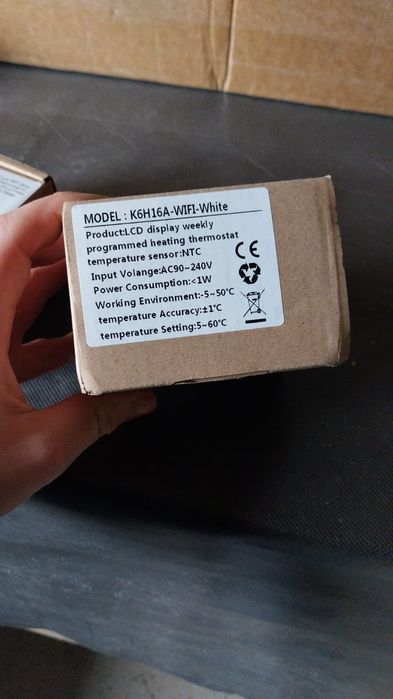 MODEL : K6H16A-WIFI-White
Product:LCD display weekly
programmed heating thermostat
temperature sensor:NTC
Input Volange:AC90~240V
Power Consumption:<1W
Working Environment:-5~50℃
temperature Accuracy:±1℃
temperature Setting:5~60℃
CE